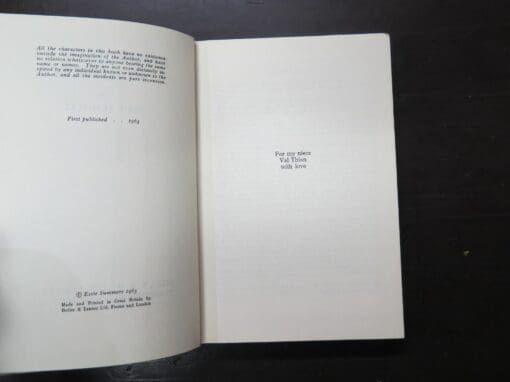 All the characters in this book have no existence
outside the imagination of the Author, and have
no relation whatsoever to anyone bearing the same
name or names. They are not even distantly in-
spired by any individual known or unknown to the
Author, and all the incidents are pure invention.
First published . . 1963
© Essie Summers 1963
Made and Printed in Great Britain by
Butler & Tanner Ltd, Frome and London
For my niece
Val Thian
with love